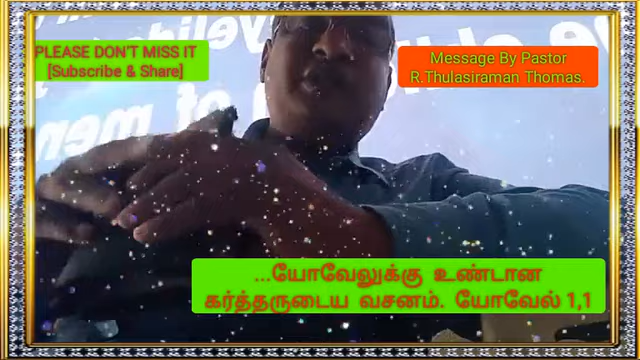 PLEASE DON'T MISS IT
[Subscribe & Share]
Message By Pastor
R.Thulasiraman Thomas.
...யோவேலுக்கு உண்டான
கர்த்தருடைய வசனம். யோவேல் 1,1